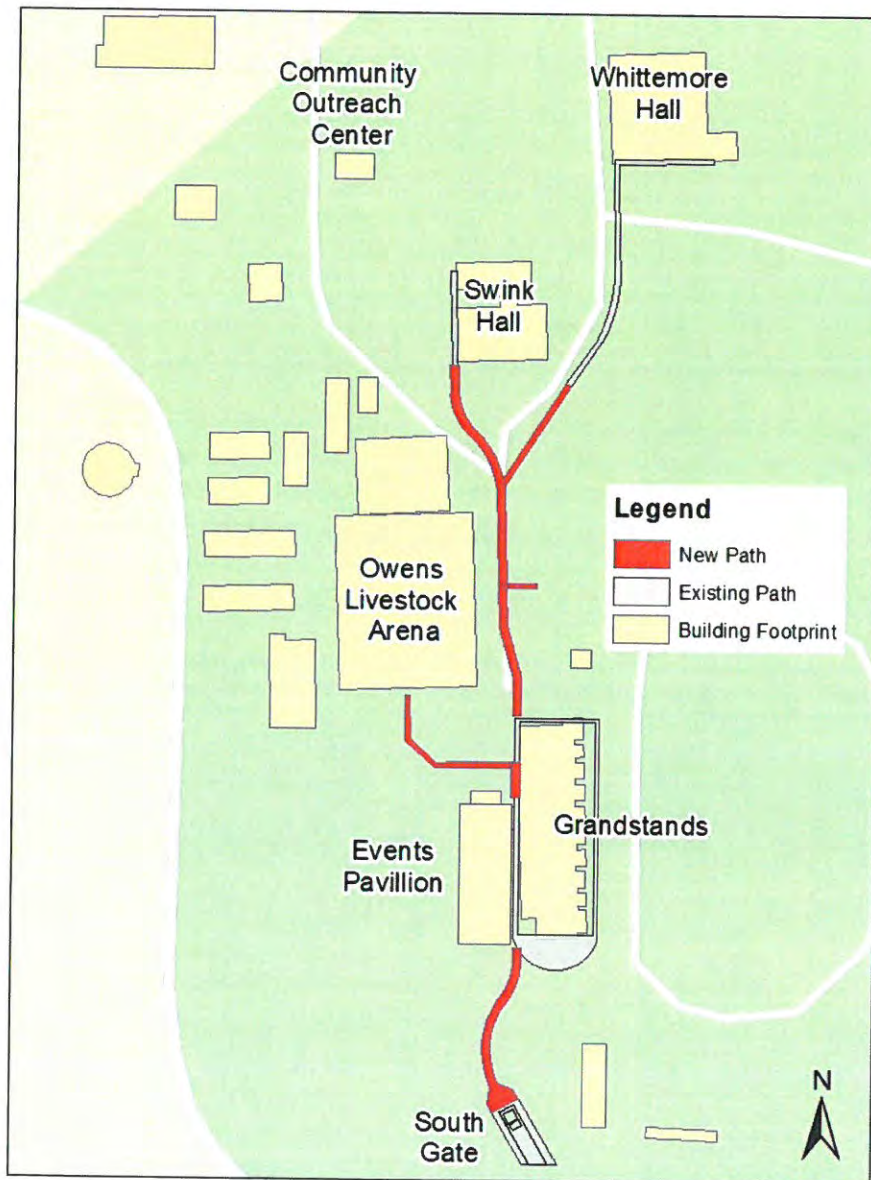 Community
Outreach
Center
Whittemore
Hall
Swink
Hall
Legend
New Path
Existing Path
Building Footprint
Owens
Livestock
Arena
Grandstands
Events
Pavillion
N
South
Gate